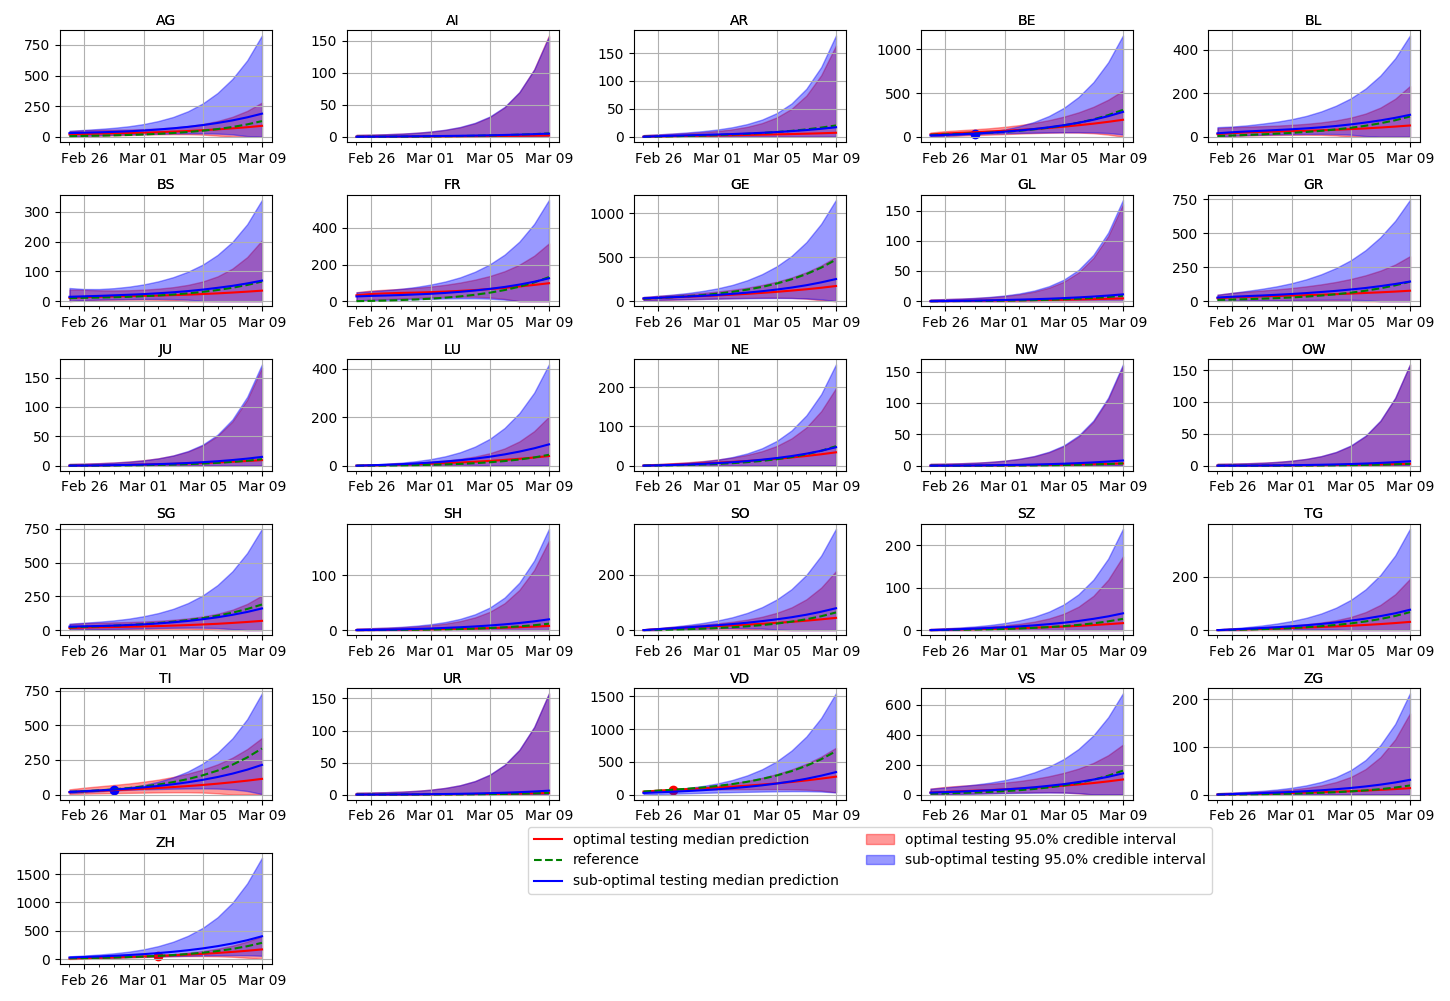 AG AI AR BE BL
750 500 250 0 150 100 50 0 150 100 50 0 1000 500 0 400 200 0
Feb 26 Mar 01 Mar 05 Mar 09 Feb 26 Mar 01 Mar 05 Mar 09 Feb 26 Mar 01 Mar 05 Mar 09 Feb 26 Mar 01 Mar 05 Mar 09 Feb 26 Mar 01 Mar 05 Mar 09
BS FR GE GL GR
300 200 100 0 400 200 0 1000 500 0 150 100 50 0 750 500 250 0
Feb 26 Mar 01 Mar 05 Mar 09 Feb 26 Mar 01 Mar 05 Mar 09 Feb 26 Mar 01 Mar 05 Mar 09 Feb 26 Mar 01 Mar 05 Mar 09 Feb 26 Mar 01 Mar 05 Mar 09
JU LU NE NW OW
150 100 50 0 400 200 0 200 100 0 150 100 50 0 150 100 50 0
Feb 26 Mar 01 Mar 05 Mar 09 Feb 26 Mar 01 Mar 05 Mar 09 Feb 26 Mar 01 Mar 05 Mar 09 Feb 26 Mar 01 Mar 05 Mar 09 Feb 26 Mar 01 Mar 05 Mar 09
SG SH SO SZ TG
750 500 250 0 100 0 200 0 200 100 0 200 0
Feb 26 Mar 01 Mar 05 Mar 09 Feb 26 Mar 01 Mar 05 Mar 09 Feb 26 Mar 01 Mar 05 Mar 09 Feb 26 Mar 01 Mar 05 Mar 09 Feb 26 Mar 01 Mar 05 Mar 09
TI UR VD VS ZG
750 500 250 0 150 100 50 0 1500 1000 500 0 600 400 200 0 200 100 0
Feb 26 Mar 01 Mar 05 Mar 09 Feb 26 Mar 01 Mar 05 Mar 09 Feb 26 Mar 01 Mar 05 Mar 09 Feb 26 Mar 01 Mar 05 Mar 09 Feb 26 Mar 01 Mar 05 Mar 09
ZH
1500 1000 500 0
Feb 26 Mar 01 Mar 05 Mar 09
optimal testing median prediction
reference
sub-optimal testing median prediction
optimal testing 95.0% credible interval
sub-optimal testing 95.0% credible interval